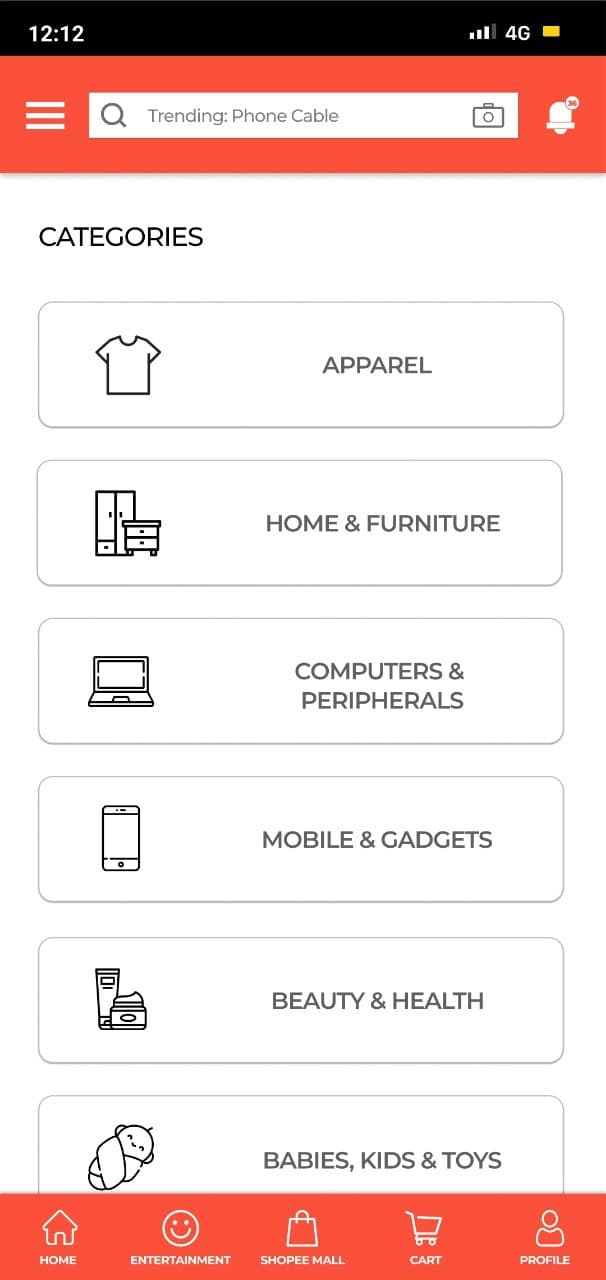 12:12
4G
Trending: Phone Cable
36
CATEGORIES
APPAREL
HOME & FURNITURE
COMPUTERS &
PERIPHERALS
MOBILE & GADGETS
BEAUTY & HEALTH
BABIES, KIDS & TOYS
HOME
ENTERTAINMENT
SHOPEE MALL
CART
PROFILE